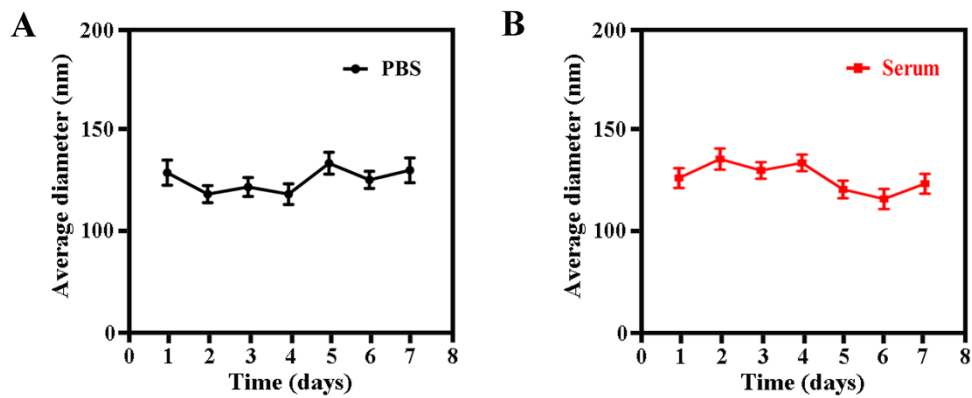 A
Average diameter (nm)
200
150
100
0
PBS
0 1 2 3 4 5 6 7 8
Time (days)
B
Average diameter (nm)
200
150
100
0
Serum
0 1 2 3 4 5 6 7 8
Time (days)